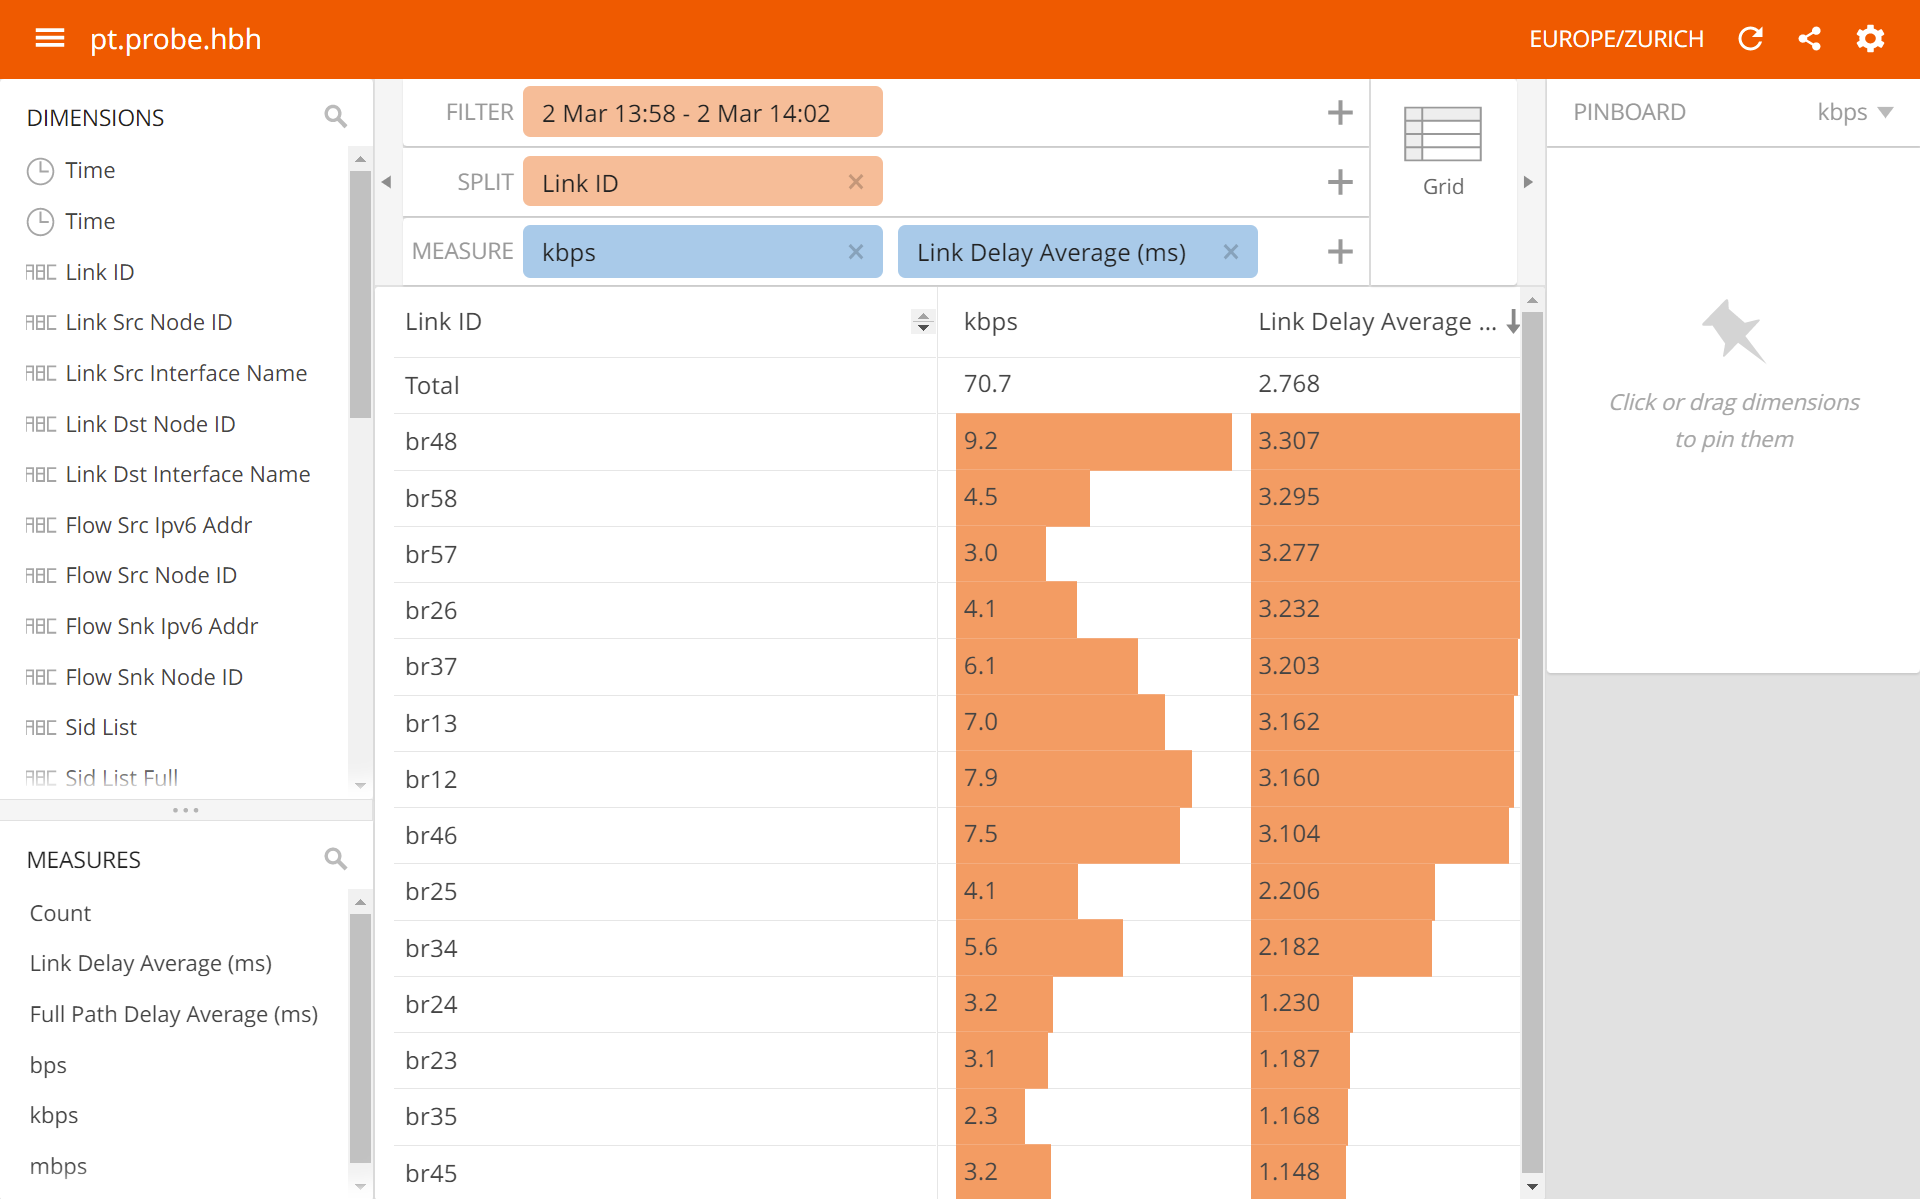 pt.probe.hbh
EUROPE/ZURICH
DIMENSIONS
Time
Time
ABC Link ID
ABC Link Src Node ID
ABC Link Src Interface Name
ABC Link Dst Node ID
ABC Link Dst Interface Name
ABC Flow Src Ipv6 Addr
ABC Flow Src Node ID
ABC Flow Snk Ipv6 Addr
ABC Flow Snk Node ID
ABC Sid List
ABC Sid List Full
MEASURES
Count
Link Delay Average (ms)
Full Path Delay Average (ms)
bps
kbps
mbps
FILTER 2 Mar 13:58 - 2 Mar 14:02
SPLIT Link ID
MEASURE kbps Link Delay Average (ms)
Grid
Link ID kbps Link Delay Average ...
Total 70.7 2.768
br48 9.2 3.307
br58 4.5 3.295
br57 3.0 3.277
br26 4.1 3.232
br37 6.1 3.203
br13 7.0 3.162
br12 7.9 3.160
br46 7.5 3.104
br25 4.1 2.206
br34 5.6 2.182
br24 3.2 1.230
br23 3.1 1.187
br35 2.3 1.168
br45 3.2 1.148
PINBOARD kbps
Click or drag dimensions
to pin them